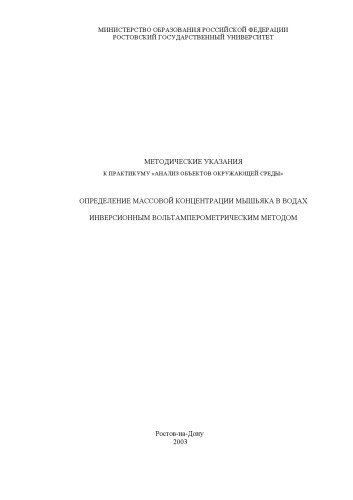 МИНИСТЕРСТВО ОБРАЗОВАНИЯ РОССИЙСКОЙ ФЕДЕРАЦИИ
РОСТОВСКИЙ ГОСУДАРСТВЕННЫЙ УНИВЕРСИТЕТ
МЕТОДИЧЕСКИЕ УКАЗАНИЯ
К ПРАКТИКУМУ «АНАЛИЗ ОБЪЕКТОВ ОКРУЖАЮЩЕЙ СРЕДЫ»
ОПРЕДЕЛЕНИЕ МАССОВОЙ КОНЦЕНТРАЦИИ МЫШЬЯКА В ВОДАХ
ИНВЕРСИОННЫМ ВОЛЬТАМПЕРОМЕТРИЧЕСКИМ МЕТОДОМ
Ростов-на-Дону
2003